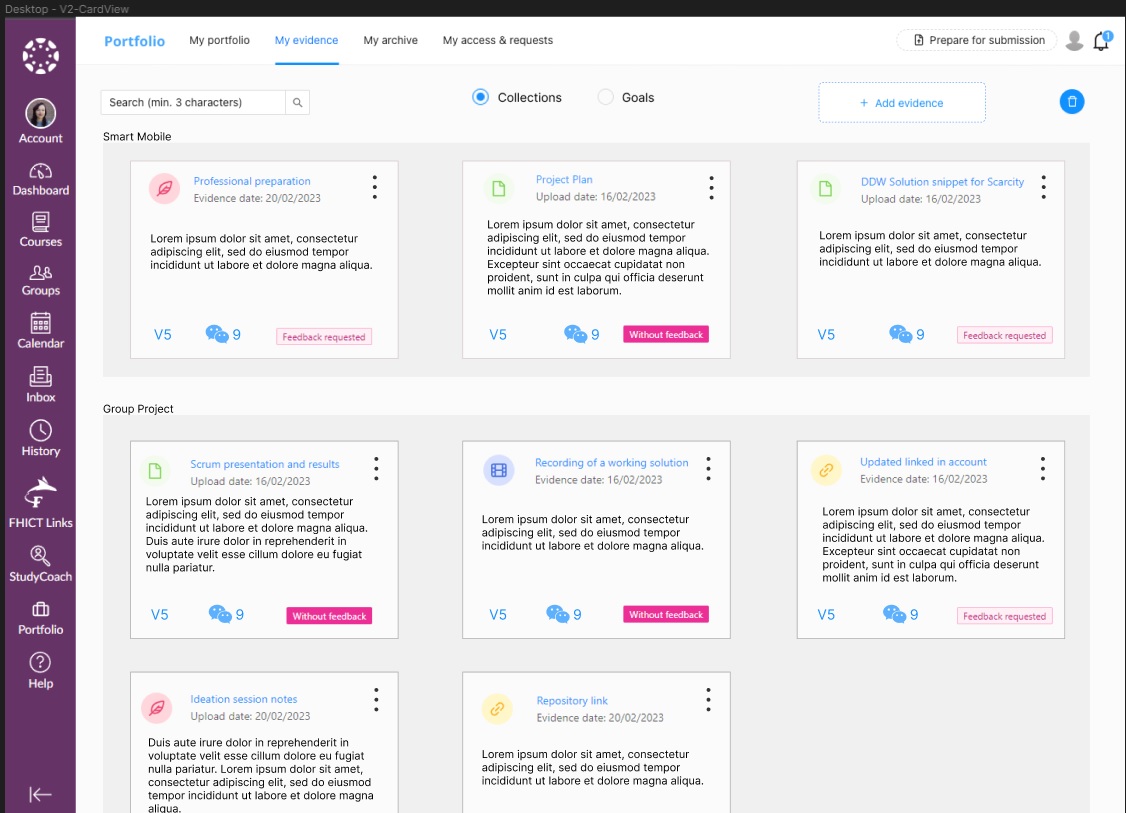 Desktop - V2-CardView
Portfolio
My portfolio
My evidence
My archive
My access & requests
Prepare for submission
1
Account
Dashboard
Courses
Groups
Calendar
Inbox
History
FHICT Links
StudyCoach
Portfolio
Help
Search (min. 3 characters)
Collections
Goals
+ Add evidence
Smart Mobile
Professional preparation
Evidence date: 20/02/2023
Lorem ipsum dolor sit amet, consectetur
adipiscing elit, sed do eiusmod tempor
incididunt ut labore et dolore magna aliqua.
V5
9
Feedback requested
Project Plan
Upload date: 16/02/2023
Lorem ipsum dolor sit amet, consectetur
adipiscing elit, sed do eiusmod tempor
incididunt ut labore et dolore magna aliqua.
Excepteur sint occaecat cupidatat non
proident, sunt in culpa qui officia deserunt
mollit anim id est laborum.
V5
9
Without feedback
DDW Solution snippet for Scarcity
Upload date: 16/02/2023
Lorem ipsum dolor sit amet, consectetur
adipiscing elit, sed do eiusmod tempor
incididunt ut labore et dolore magna aliqua.
V5
9
Feedback requested
Group Project
Scrum presentation and results
Upload date: 16/02/2023
Lorem ipsum dolor sit amet, consectetur
adipiscing elit, sed do eiusmod tempor
incididunt ut labore et dolore magna aliqua.
Duis aute irure dolor in reprehenderit in
voluptate velit esse cillum dolore eu fugiat
nulla pariatur.
V5
9
Without feedback
Recording of a working solution
Evidence date: 16/02/2023
Lorem ipsum dolor sit amet, consectetur
adipiscing elit, sed do eiusmod tempor
incididunt ut labore et dolore magna aliqua.
V5
9
Without feedback
Updated linked in account
Evidence date: 16/02/2023
Lorem ipsum dolor sit amet, consectetur
adipiscing elit, sed do eiusmod tempor
incididunt ut labore et dolore magna aliqua.
Excepteur sint occaecat cupidatat non
proident, sunt in culpa qui officia deserunt
mollit anim id est laborum.
V5
9
Feedback requested
Ideation session notes
Upload date: 20/02/2023
Duis aute irure dolor in reprehenderit in
voluptate velit esse cillum dolore eu fugiat
nulla pariatur. Lorem ipsum dolor sit amet,
consectetur adipiscing elit, sed do eiusmod
tempor incididunt ut labore et dolore magna
aliqua.
Repository link
Evidence date: 20/02/2023
Lorem ipsum dolor sit amet, consectetur
adipiscing elit, sed do eiusmod tempor
incididunt ut labore et dolore magna aliqua.